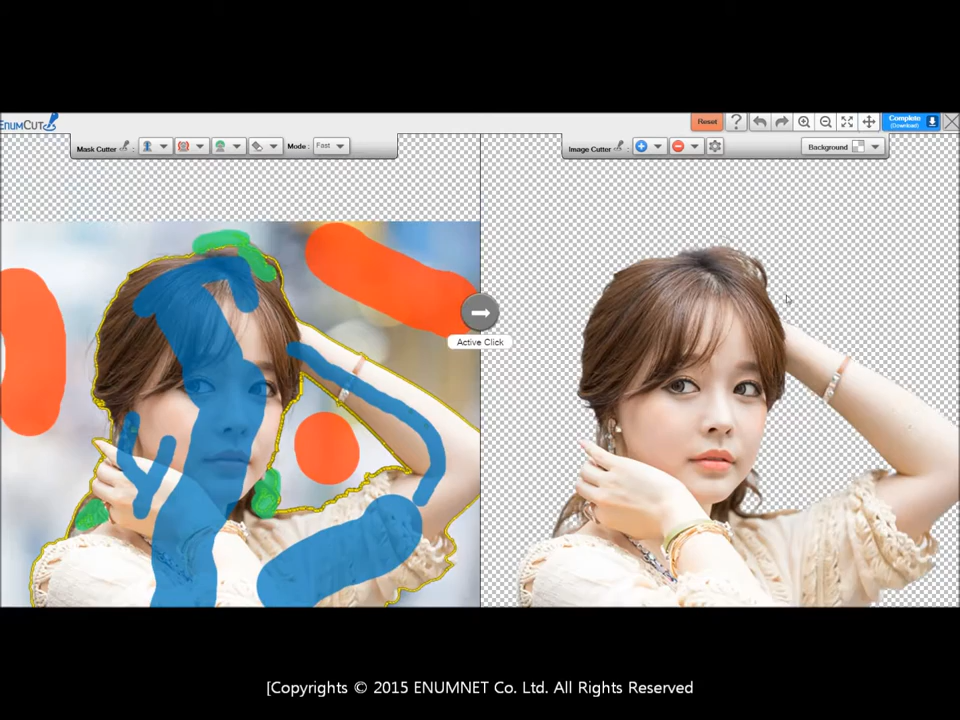 ENUMCUT
Reset
?
Complete
(Download)
Mask Cutter :
Mode : Fast
Image Cutter :
Background
Active Click
[Copyrights © 2015 ENUMNET Co. Ltd. All Rights Reserved